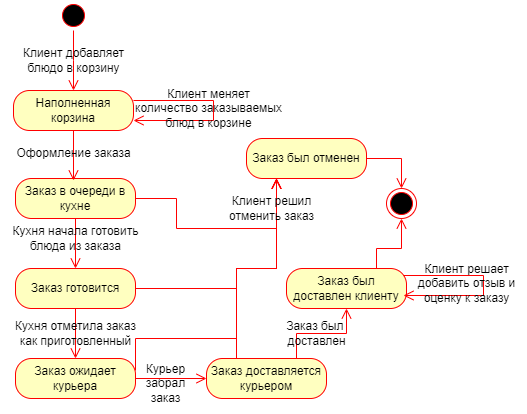 Клиент добавляет
блюдо в корзину
Наполненная
корзина
Клиент меняет
количество заказываемых
блюд в корзине
Оформление заказа
Заказ был отменен
Заказ в очереди в
кухне
Клиент решил
отменить заказ
Кухня начала готовить
блюда из заказа
Заказ готовится
Заказ был
доставлен клиенту
Клиент решает
добавить отзыв и
оценку к заказу
Кухня отметила заказ
как приготовленный
Заказ был
доставлен
Заказ ожидает
курьера
Курьер
забрал
заказ
Заказ доставляется
курьером